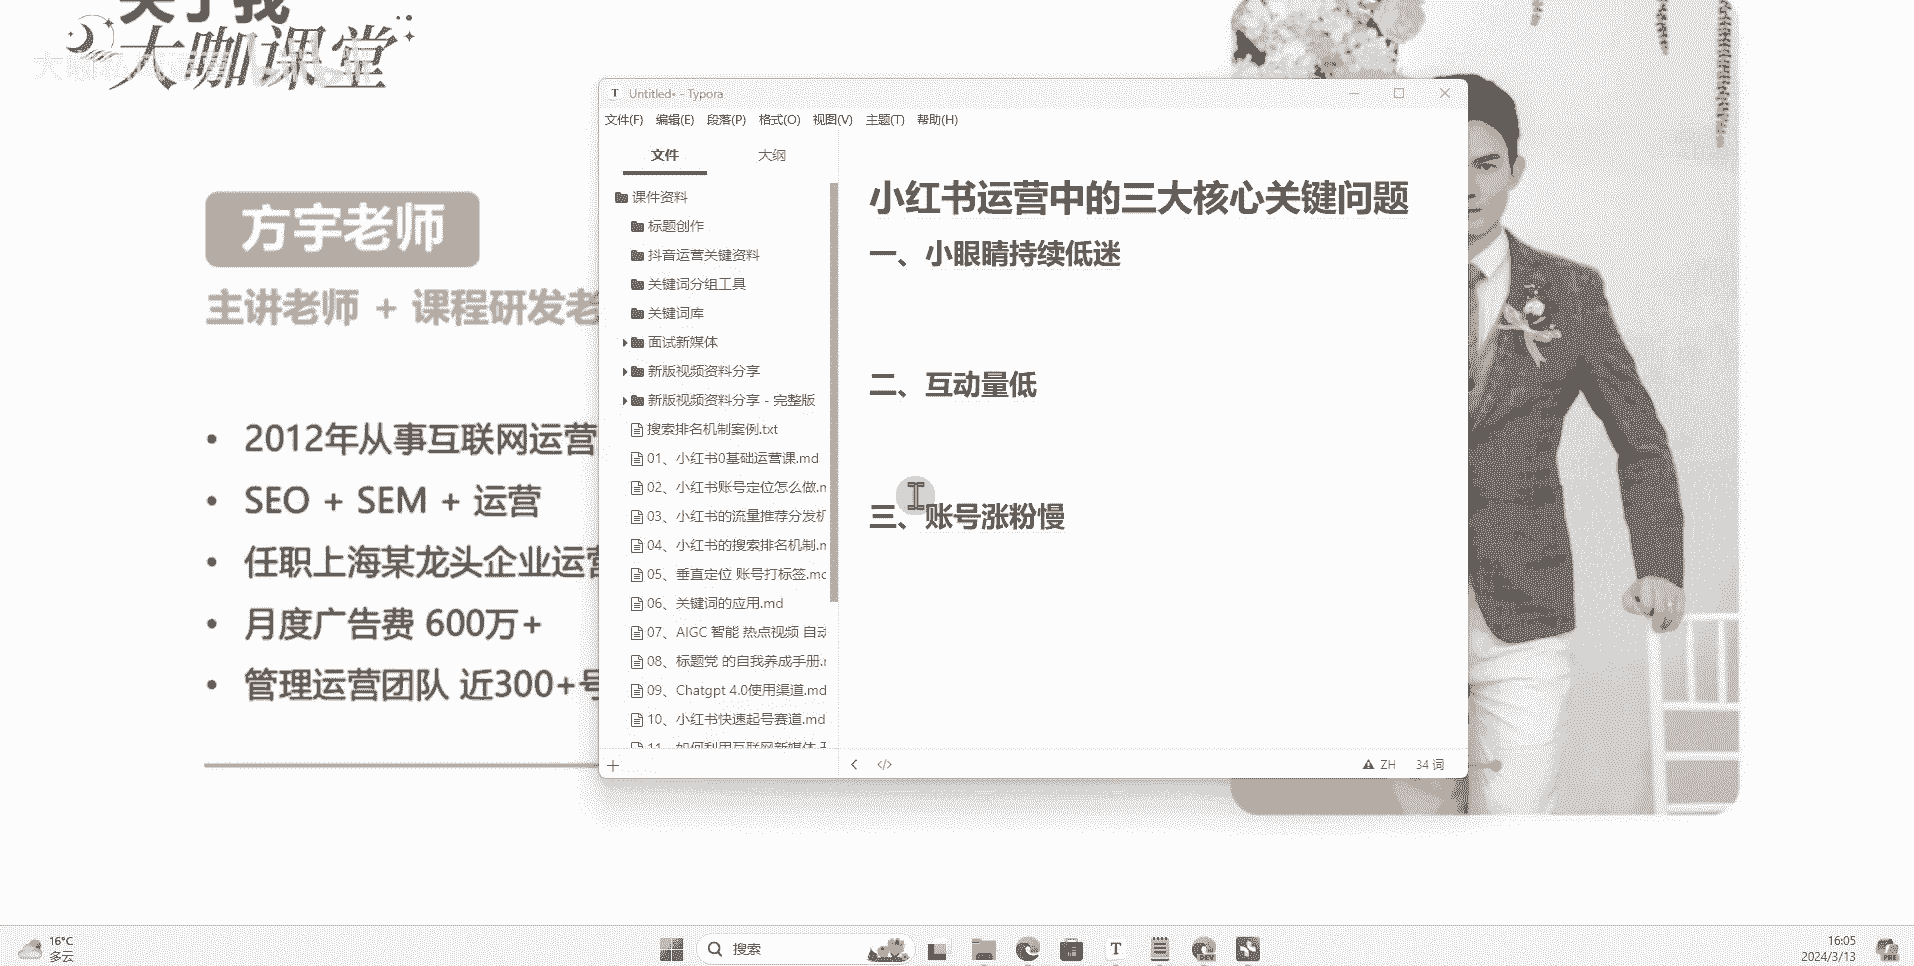 关于我
大咖课堂
方宇老师
主讲老师 + 课程研发老
• 2012年从事互联网运营
• SEO + SEM + 运营
• 任职上海某龙头企业运营
• 月度广告费 600万+
• 管理运营团队 近300+号
Untitled• - Typora
文件(F) 编辑(E) 段落(P) 格式(O) 视图(V) 主题(T) 帮助(H)
文件 大纲
课件资料
标题创作
抖音运营关键资料
关键词分组工具
关键词库
面试新媒体
新版视频资料分享
新版视频资料分享 - 完整版
搜索排名机制案例.txt
01、小红书0基础运营课.md
02、小红书账号定位怎么做.m
03、小红书的流量推荐分发机
04、小红书的搜索排名机制.m
05、垂直定位 账号打标签.md
06、关键词的应用.md
07、AIGC 智能 热点视频 自动
08、标题党 的自我养成手册.m
09、Chatgpt 4.0使用渠道.md
10、小红书快速起号赛道.md
11、如何利用互联网新媒体
小红书运营中的三大核心关键问题
一、小眼睛持续低迷
二、互动量低
三、账号涨粉慢
ZH 34 词
16°C
多云
搜索
16:05
2024/3/13